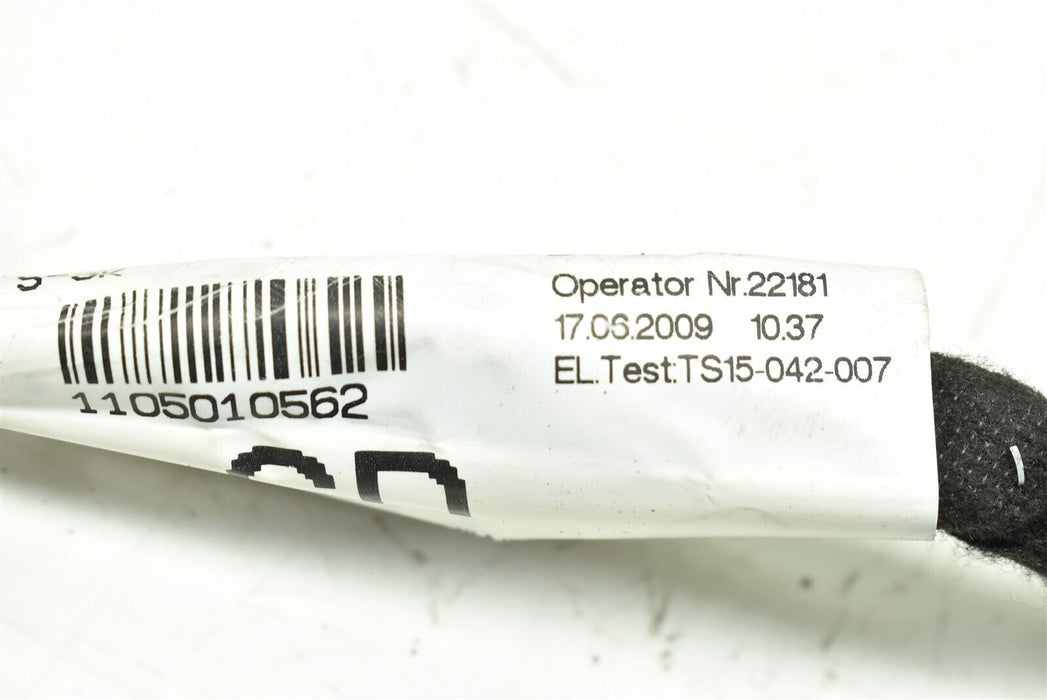 1105010562
Operator Nr.22181
17.06.2009 10.37
EL.Test:TS15-042-007